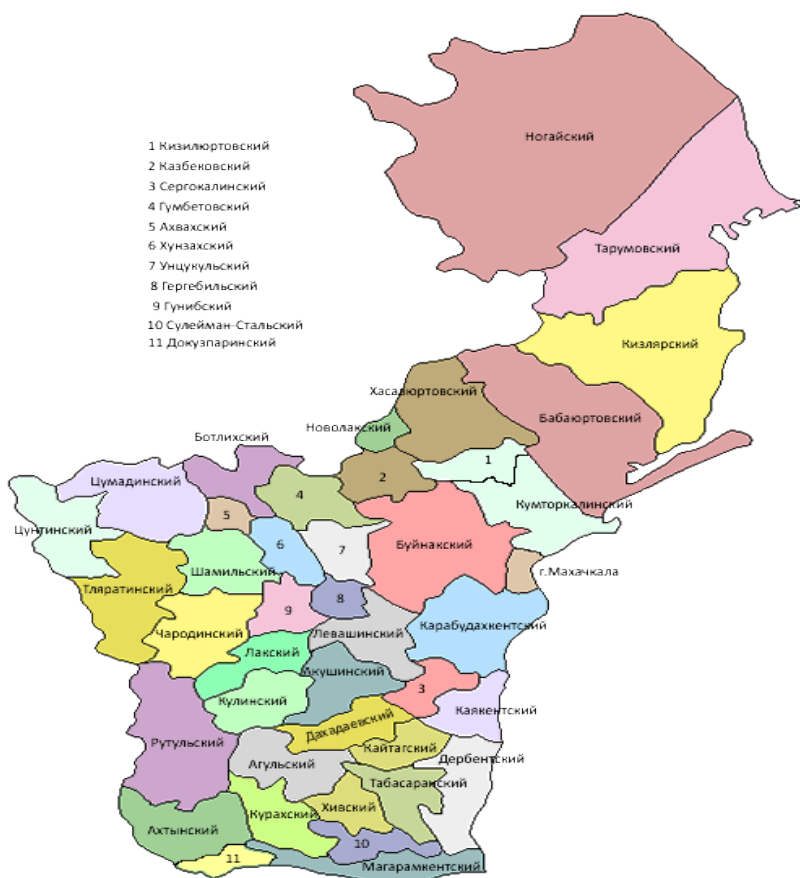 Ногайский
1 Кизилюртовский
2 Казбековский
3 Сергокалинский
4 Гумбетовский
5 Ахвахский
6 Хунзахский
7 Унцукульский
8 Гергебильский
9 Гунибский
10 Сулейман-Стальский
11 Докузпаринский
Тарумовский
Кизлярский
Хасавюртовский
Бабаюртовский
Новолакский
Ботлихский
1
2
Цумадинский
4
Кумторкалинский
5
Цунтинский
6
7
Буйнакский
Шамильский
г.Махачкала
Тляратинский
8
9
Чародинский
Левашинский
Карабудахкентский
Лакский
Акушинский
3
Кулинский
Каякентский
Дахадаевский
Рутульский
Кайтагский
Дербентский
Агульский
Табасаранский
Курахский
Хивский
Ахтынский
10
11
Магарамкентский